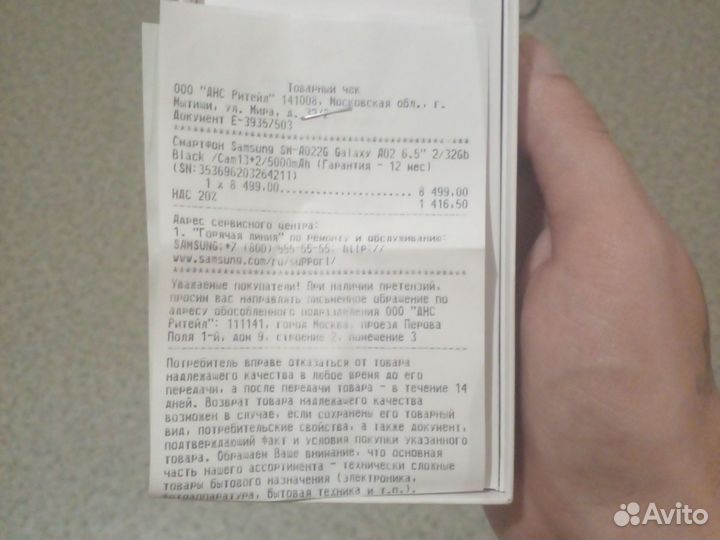 Товарный чек
ООО "ДНС Ритейл" 141008, Московская обл., г.
Мытищи, ул. Мира, д. 32/2
Документ Е-39357503
Смартфон Samsung SM-A022G Galaxy A02 6.5" 2/32Gb
Black /Cam13*2/5000mAh (Гарантия - 12 мес)
(SN:353696203264211)
1 x 8 499.00 8 499.00
НДС 20% 1 416.50
Адрес сервисного центра:
1. "Горячая линия" по ремонту и обслуживанию:
SAMSUNG:+7 (800) 555-55-55; http://
www.samsung.com/ru/support/
Уважаемые покупатели! При наличии претензий,
просим вас направлять письменное обращение по
адресу обособленного подразделения ООО "ДНС
Ритейл": 111141, город Москва, проезд Перова
Поля 1-й, дом 9, строение 2, помещение 3
Потребитель вправе отказаться от товара
надлежащего качества в любое время до его
передачи, а после передачи товара - в течение 14
дней. Возврат товара надлежащего качества
возможен в случае, если сохранены его товарный
вид, потребительские свойства, а также документ,
подтверждающий факт и условия покупки указанного
товара. Обращаем Ваше внимание, что основная
часть нашего ассортимента - технически сложные
товары бытового назначения (электроника,
фотоаппаратура, бытовая техника и т.п.).
Avito